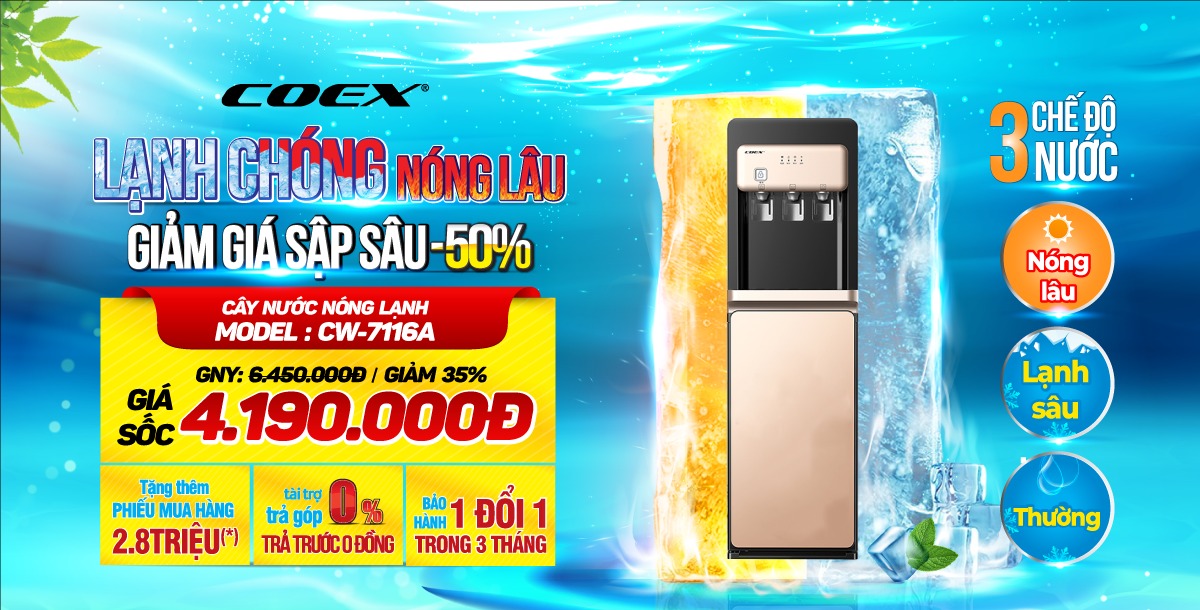 COEX®
LẠNH CHÓNG NÓNG LÂU
GIẢM GIÁ SẬP SÂU -50%
CÂY NƯỚC NÓNG LẠNH
MODEL : CW-7116A
GNY: 6.450.000Đ / GIẢM 35%
GIÁ SỐC 4.190.000Đ
Tặng thêm
PHIẾU MUA HÀNG
2.8TRIỆU(*)
tài trợ
trả góp 0%
TRẢ TRƯỚC 0 ĐỒNG
BẢO HÀNH 1 ĐỔI 1
TRONG 3 THÁNG
COEX
3 CHẾ ĐỘ
NƯỚC
Nóng
lâu
Lạnh
sâu
Thường